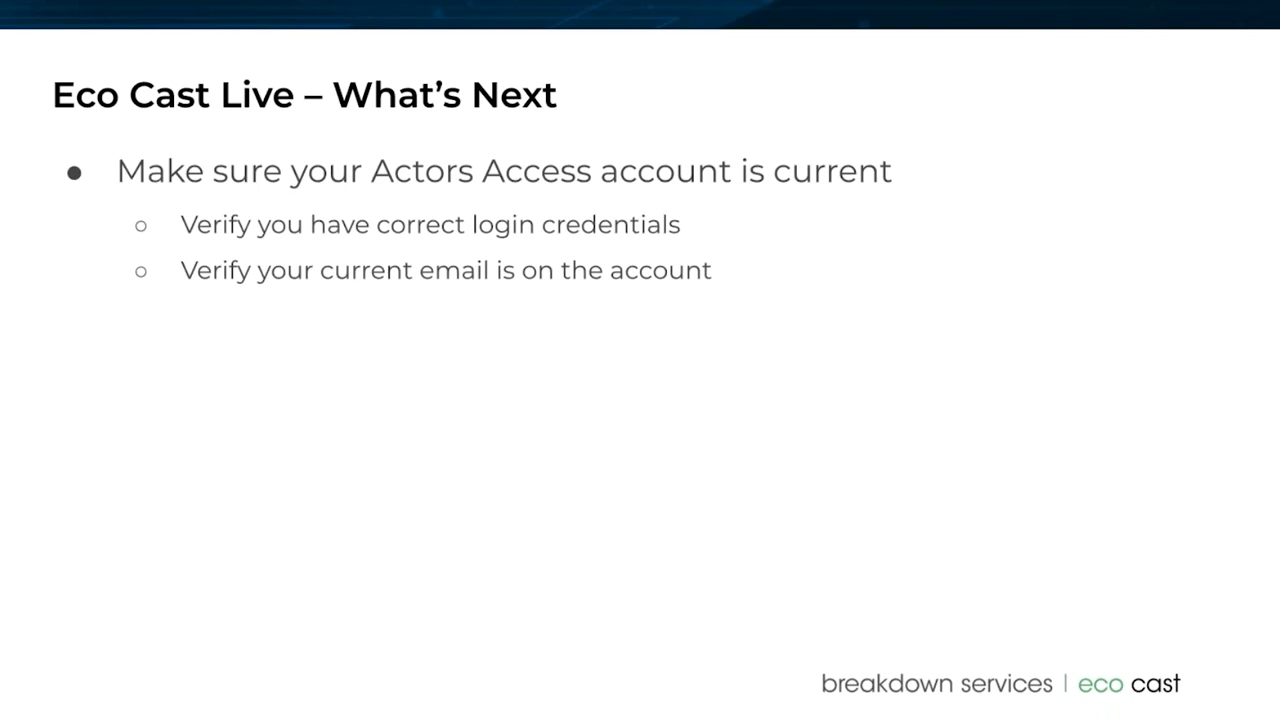 Eco Cast Live – What's Next
● Make sure your Actors Access account is current
○ Verify you have correct login credentials
○ Verify your current email is on the account
breakdown services | eco cast